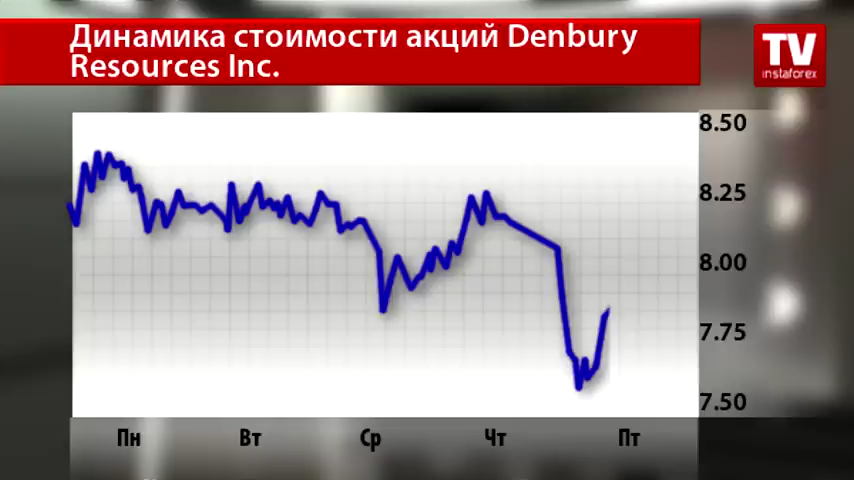 Динамика стоимости акций Denbury
Resources Inc.
TV
instaforex
8.50
8.25
8.00
7.75
7.50
Пн Вт Ср Чт Пт